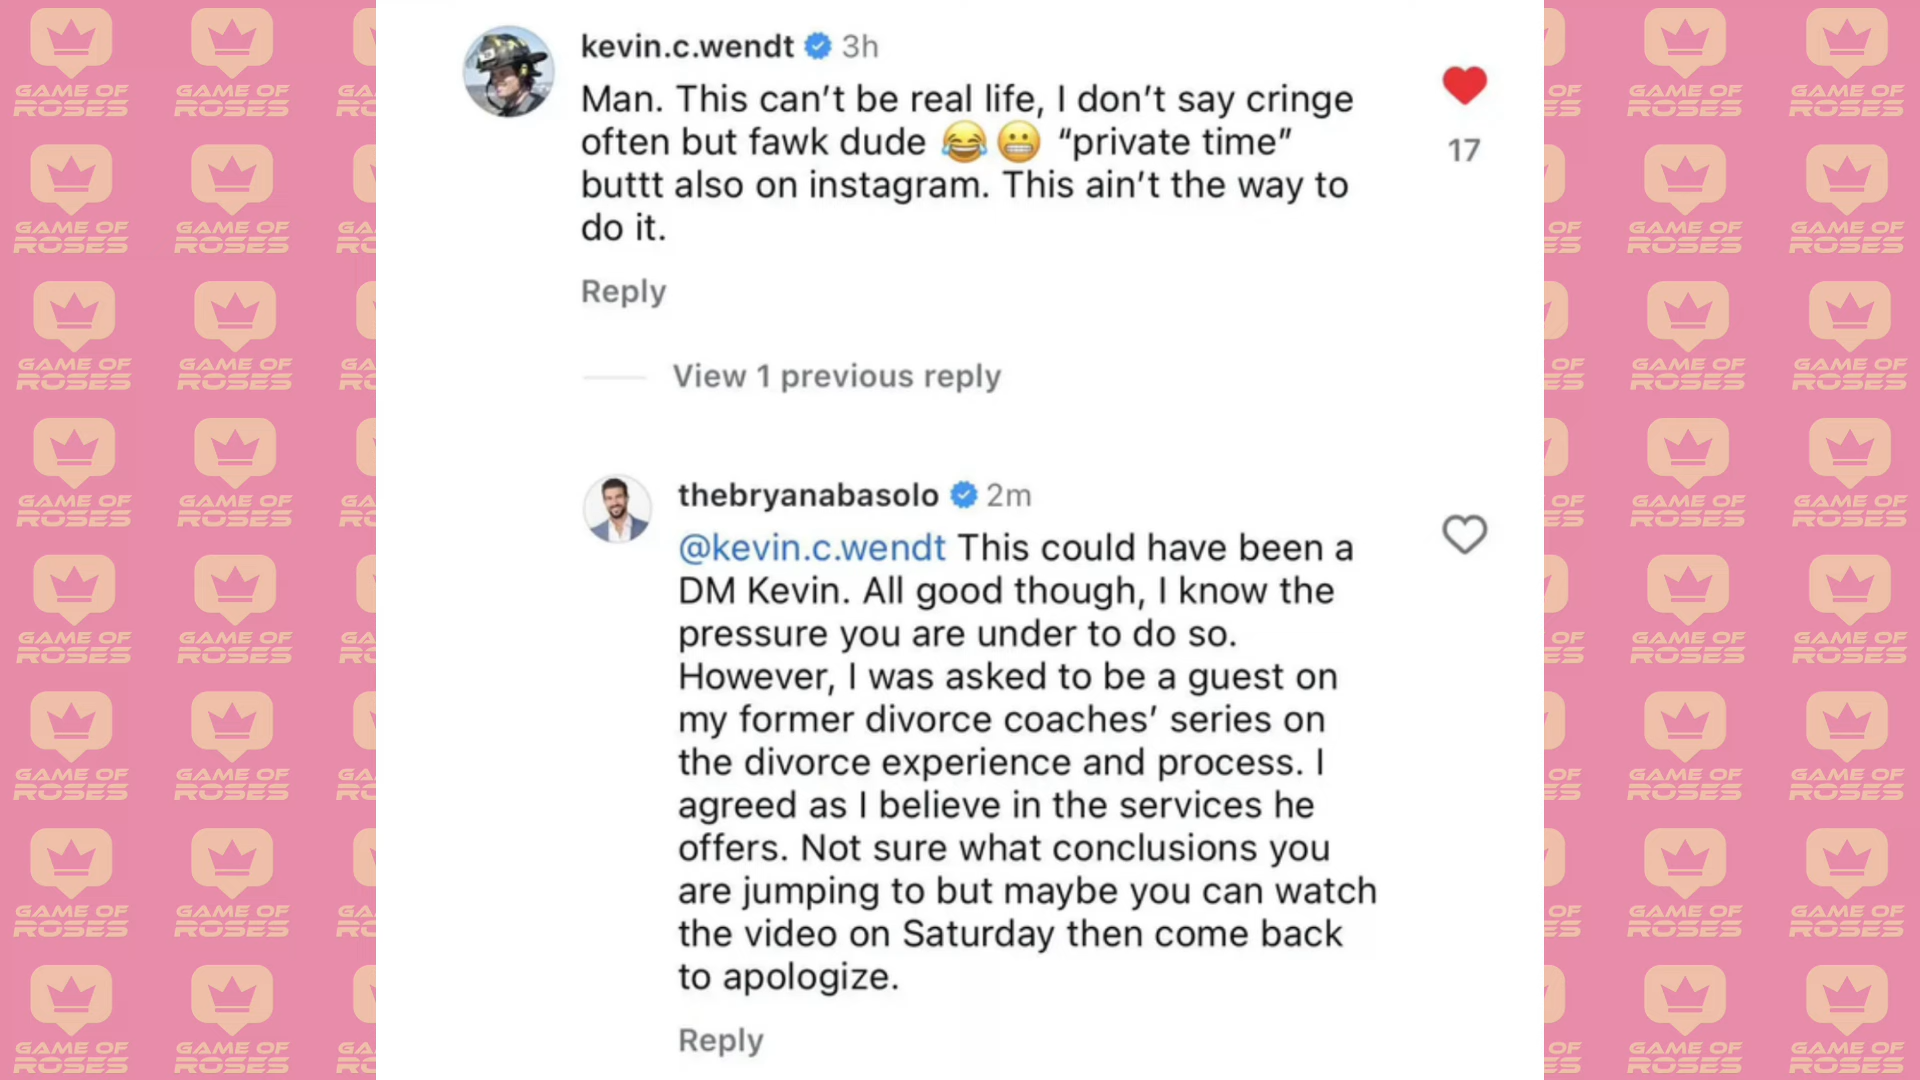 kevin.c.wendt 3h
Man. This can't be real life, I don't say cringe
often but fawk dude 😂😬 "private time"
buttt also on instagram. This ain't the way to
do it.
17
Reply
View 1 previous reply
thebryanabasolo 2m
@kevin.c.wendt This could have been a
DM Kevin. All good though, I know the
pressure you are under to do so.
However, I was asked to be a guest on
my former divorce coaches' series on
the divorce experience and process. I
agreed as I believe in the services he
offers. Not sure what conclusions you
are jumping to but maybe you can watch
the video on Saturday then come back
to apologize.
Reply
GAME OF
ROSES